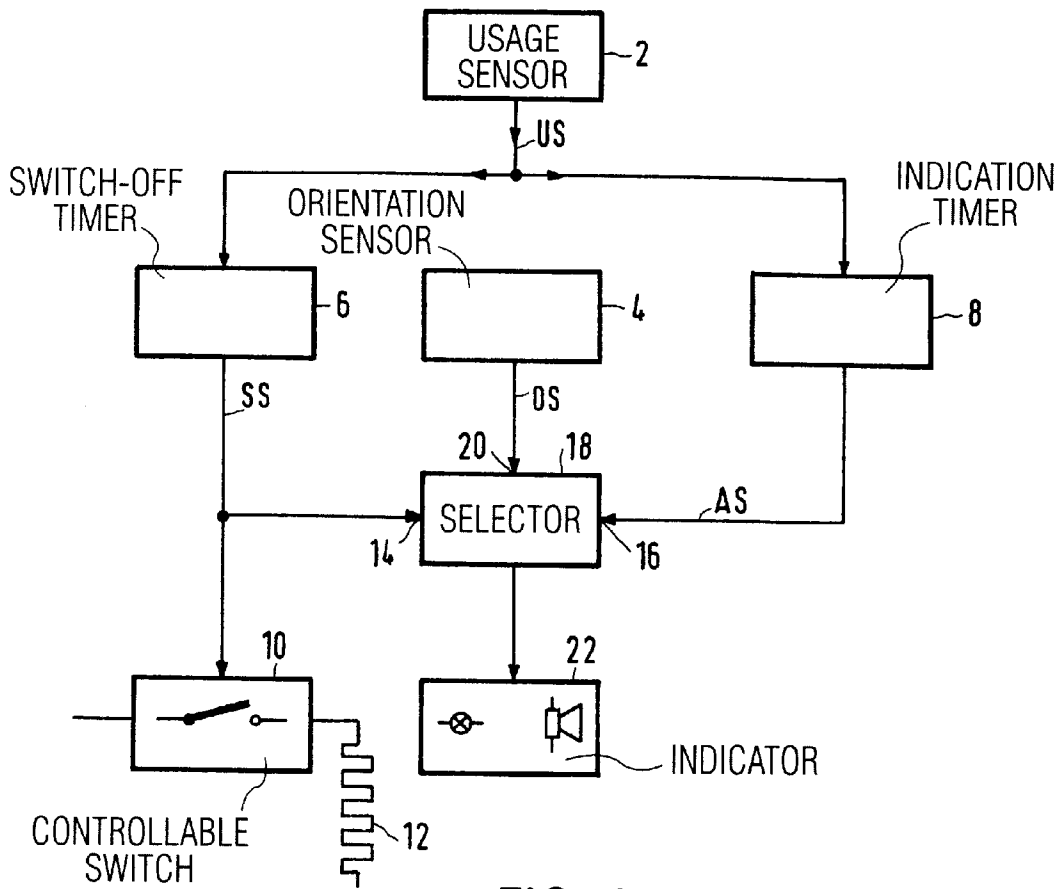 USAGE
SENSOR
2
US
SWITCH-OFF
TIMER
ORIENTATION
SENSOR
INDICATION
TIMER
6
4
8
SS
OS
20
18
SELECTOR
AS
14
16
10
22
INDICATOR
CONTROLLABLE
SWITCH
12